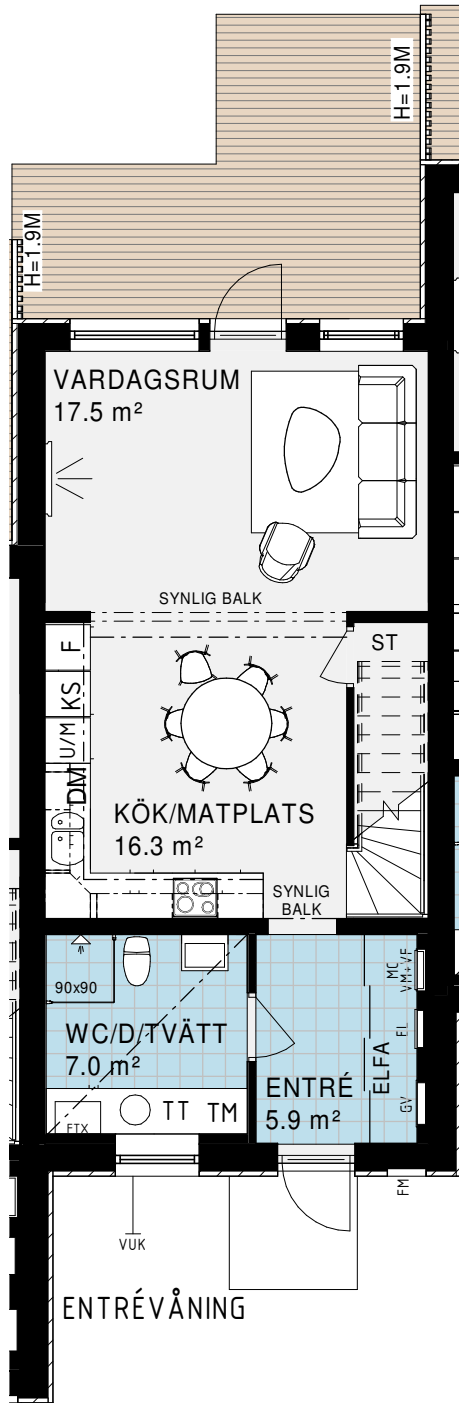 H=1.9M
H=1.9M
VARDAGSRUM
17.5 m²
SYNLIG BALK
F
ST
KS
U/M
DM
KÖK/MATPLATS
16.3 m²
SYNLIG
BALK
90x90
WC/D/TVÄTT
7.0 m²
MC
VM+VF
EL
ELFA
GV
ENTRÉ
5.9 m²
FTX
TT
TM
FM
VUK
ENTRÉVÅNING